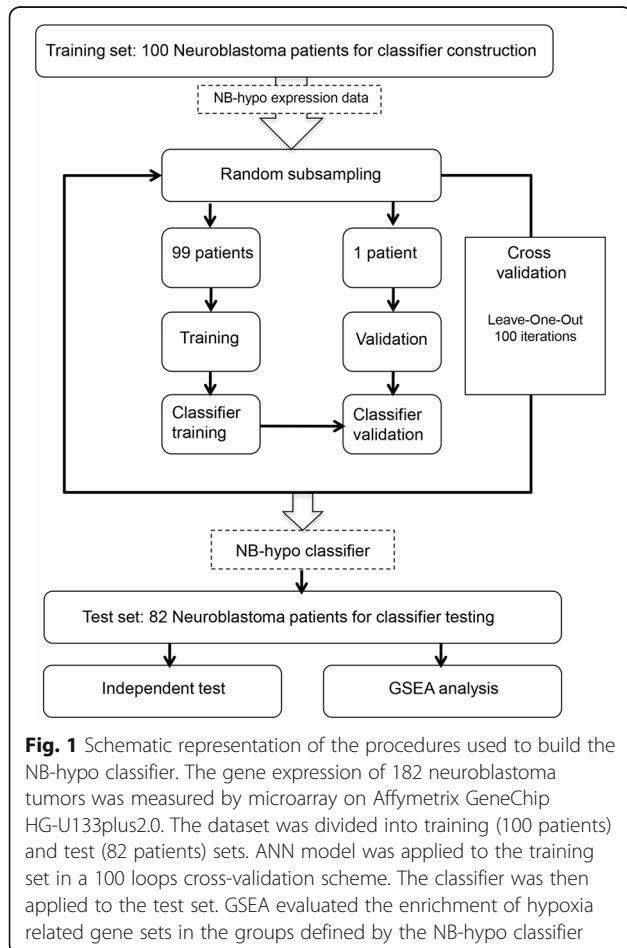 Training set: 100 Neuroblastoma patients for classifier construction
NB-hypo expression data
Random subsampling
99 patients
1 patient
Cross
validation
Leave-One-Out
100 iterations
Training
Validation
Classifier
training
Classifier
validation
NB-hypo classifier
Test set: 82 Neuroblastoma patients for classifier testing
Independent test
GSEA analysis
Fig. 1 Schematic representation of the procedures used to build the
NB-hypo classifier. The gene expression of 182 neuroblastoma
tumors was measured by microarray on Affymetrix GeneChip
HG-U133plus2.0. The dataset was divided into training (100 patients)
and test (82 patients) sets. ANN model was applied to the training
set in a 100 loops cross-validation scheme. The classifier was then
applied to the test set. GSEA evaluated the enrichment of hypoxia
related gene sets in the groups defined by the NB-hypo classifier